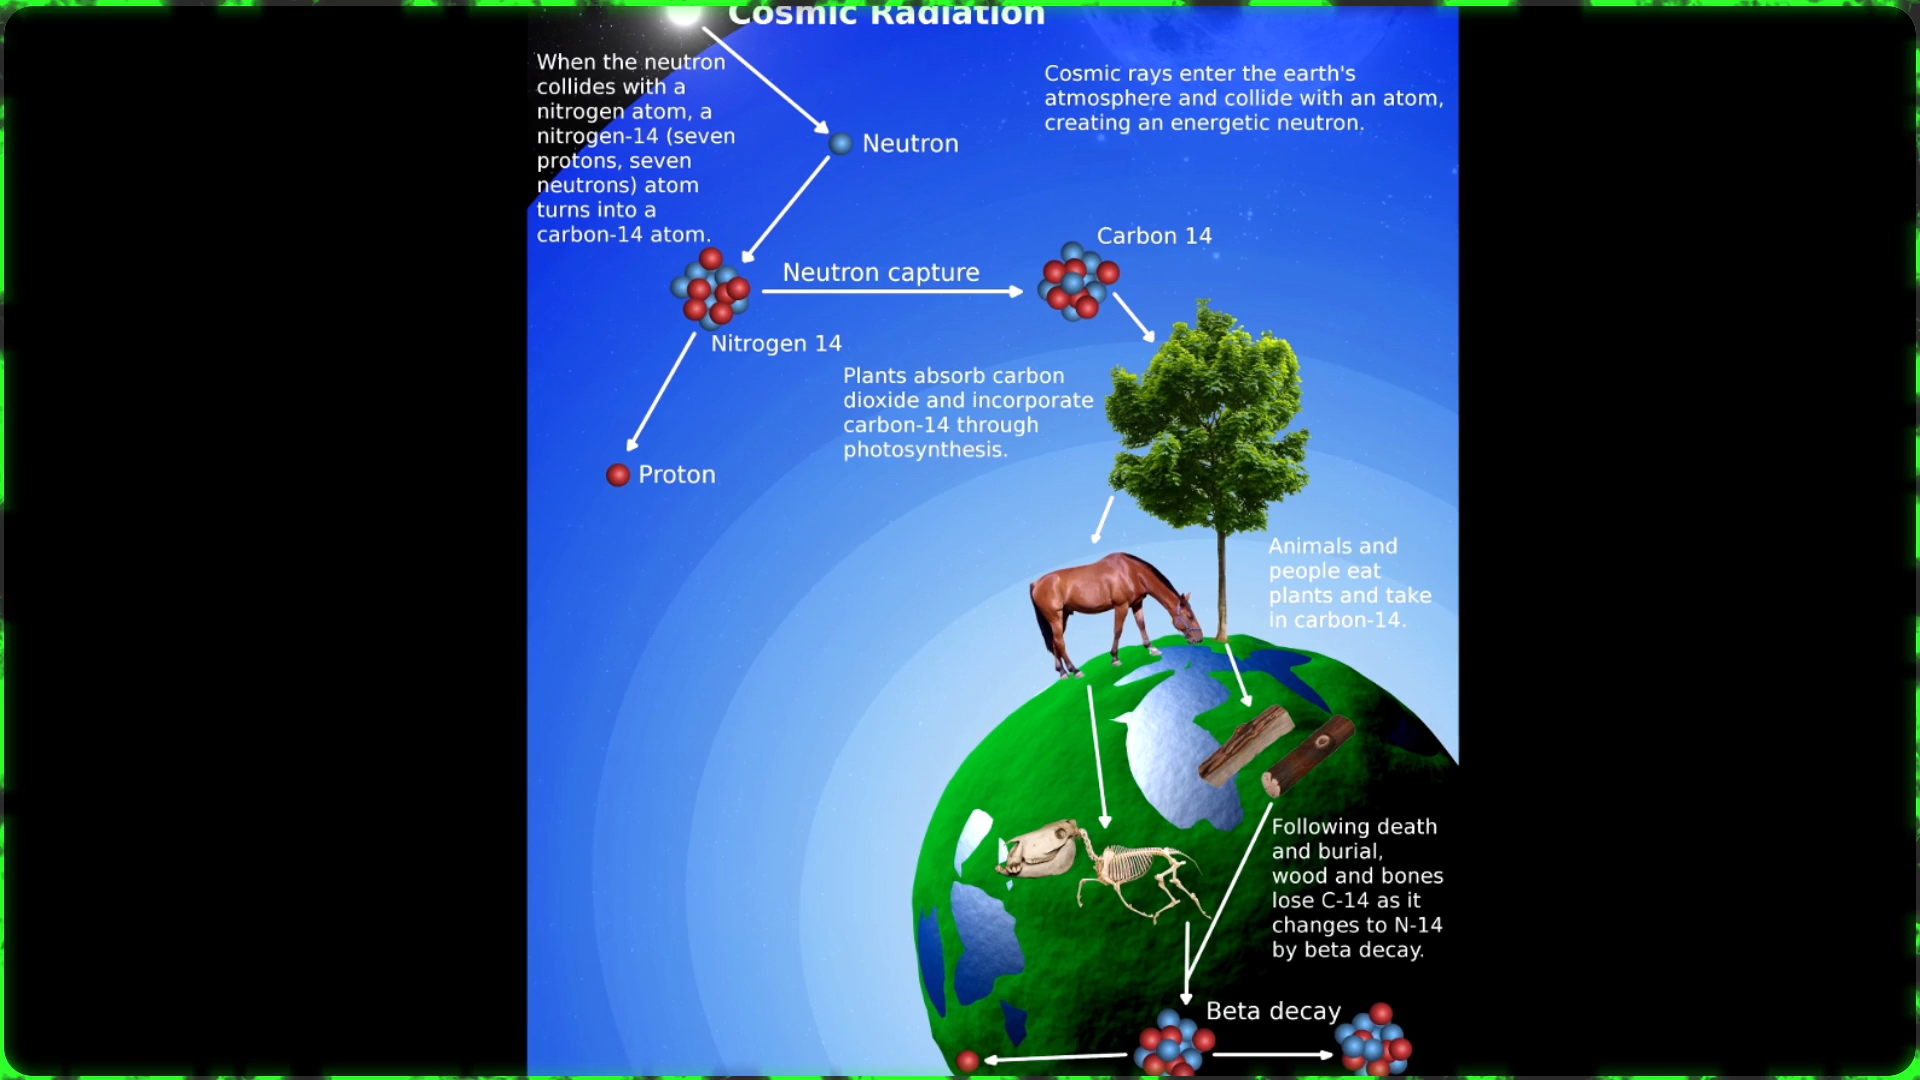 Cosmic Radiation
When the neutron
collides with a
nitrogen atom, a
nitrogen-14 (seven
protons, seven
neutrons) atom
turns into a
carbon-14 atom.
Cosmic rays enter the earth's
atmosphere and collide with an atom,
creating an energetic neutron.
Neutron
Carbon 14
Neutron capture
Nitrogen 14
Plants absorb carbon
dioxide and incorporate
carbon-14 through
photosynthesis.
Proton
Animals and
people eat
plants and take
in carbon-14.
Following death
and burial,
wood and bones
lose C-14 as it
changes to N-14
by beta decay.
Beta decay